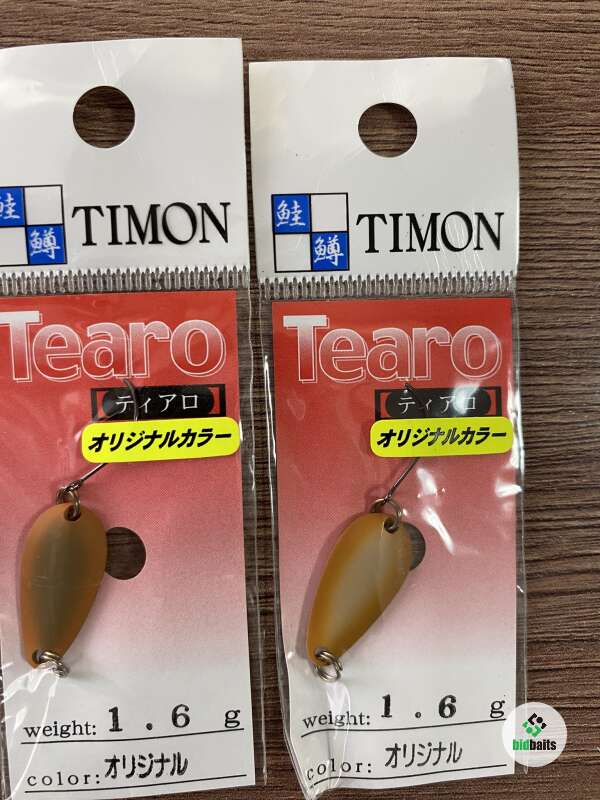 鮭
鱒
TIMON
Tearo
ティアロ
オリジナルカラー
weight: 1.6 g
color: オリジナル
鮭
鱒
TIMON
Tearo
ティアロ
オリジナルカラー
weight: 1.6 g
color: オリジナル
bidbaits